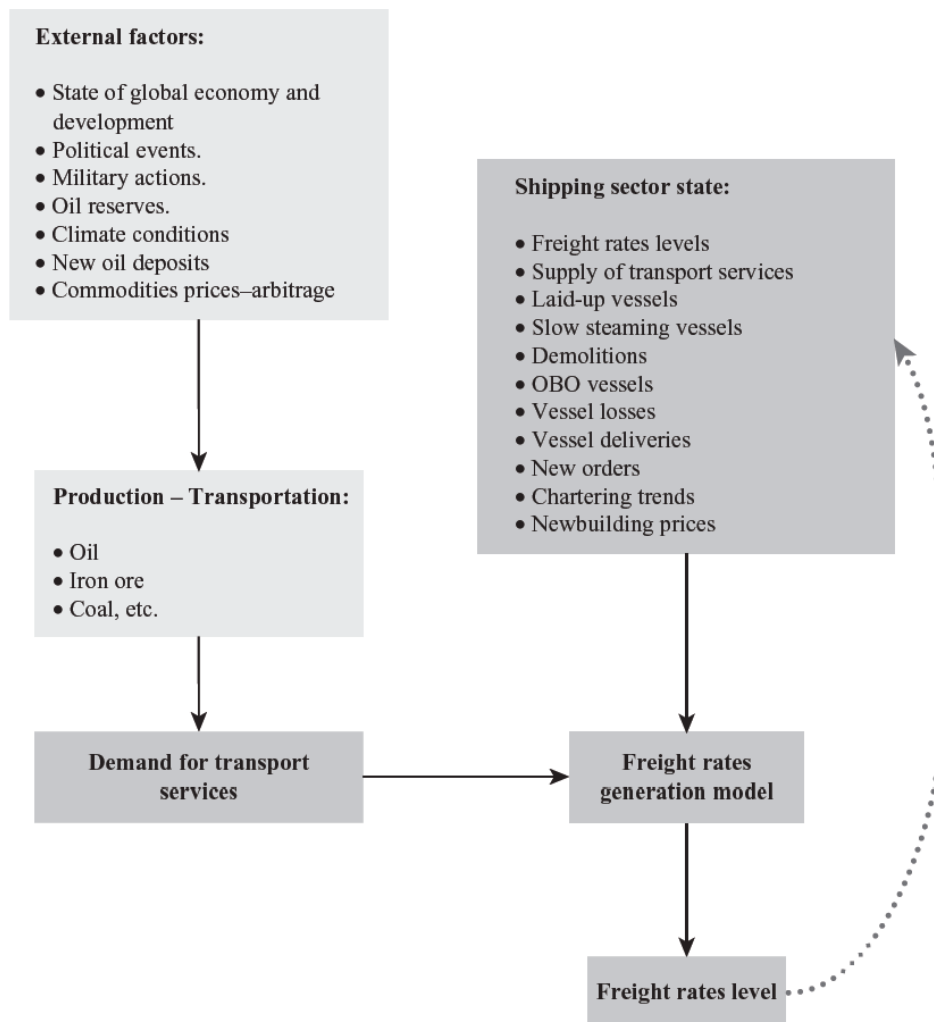 External factors:
• State of global economy and
development
• Political events.
• Military actions.
• Oil reserves.
• Climate conditions
• New oil deposits
• Commodities prices–arbitrage
Shipping sector state:
• Freight rates levels
• Supply of transport services
• Laid-up vessels
• Slow steaming vessels
• Demolitions
• OBO vessels
• Vessel losses
• Vessel deliveries
• New orders
• Chartering trends
• Newbuilding prices
Production – Transportation:
• Oil
• Iron ore
• Coal, etc.
Demand for transport
services
Freight rates
generation model
Freight rates level